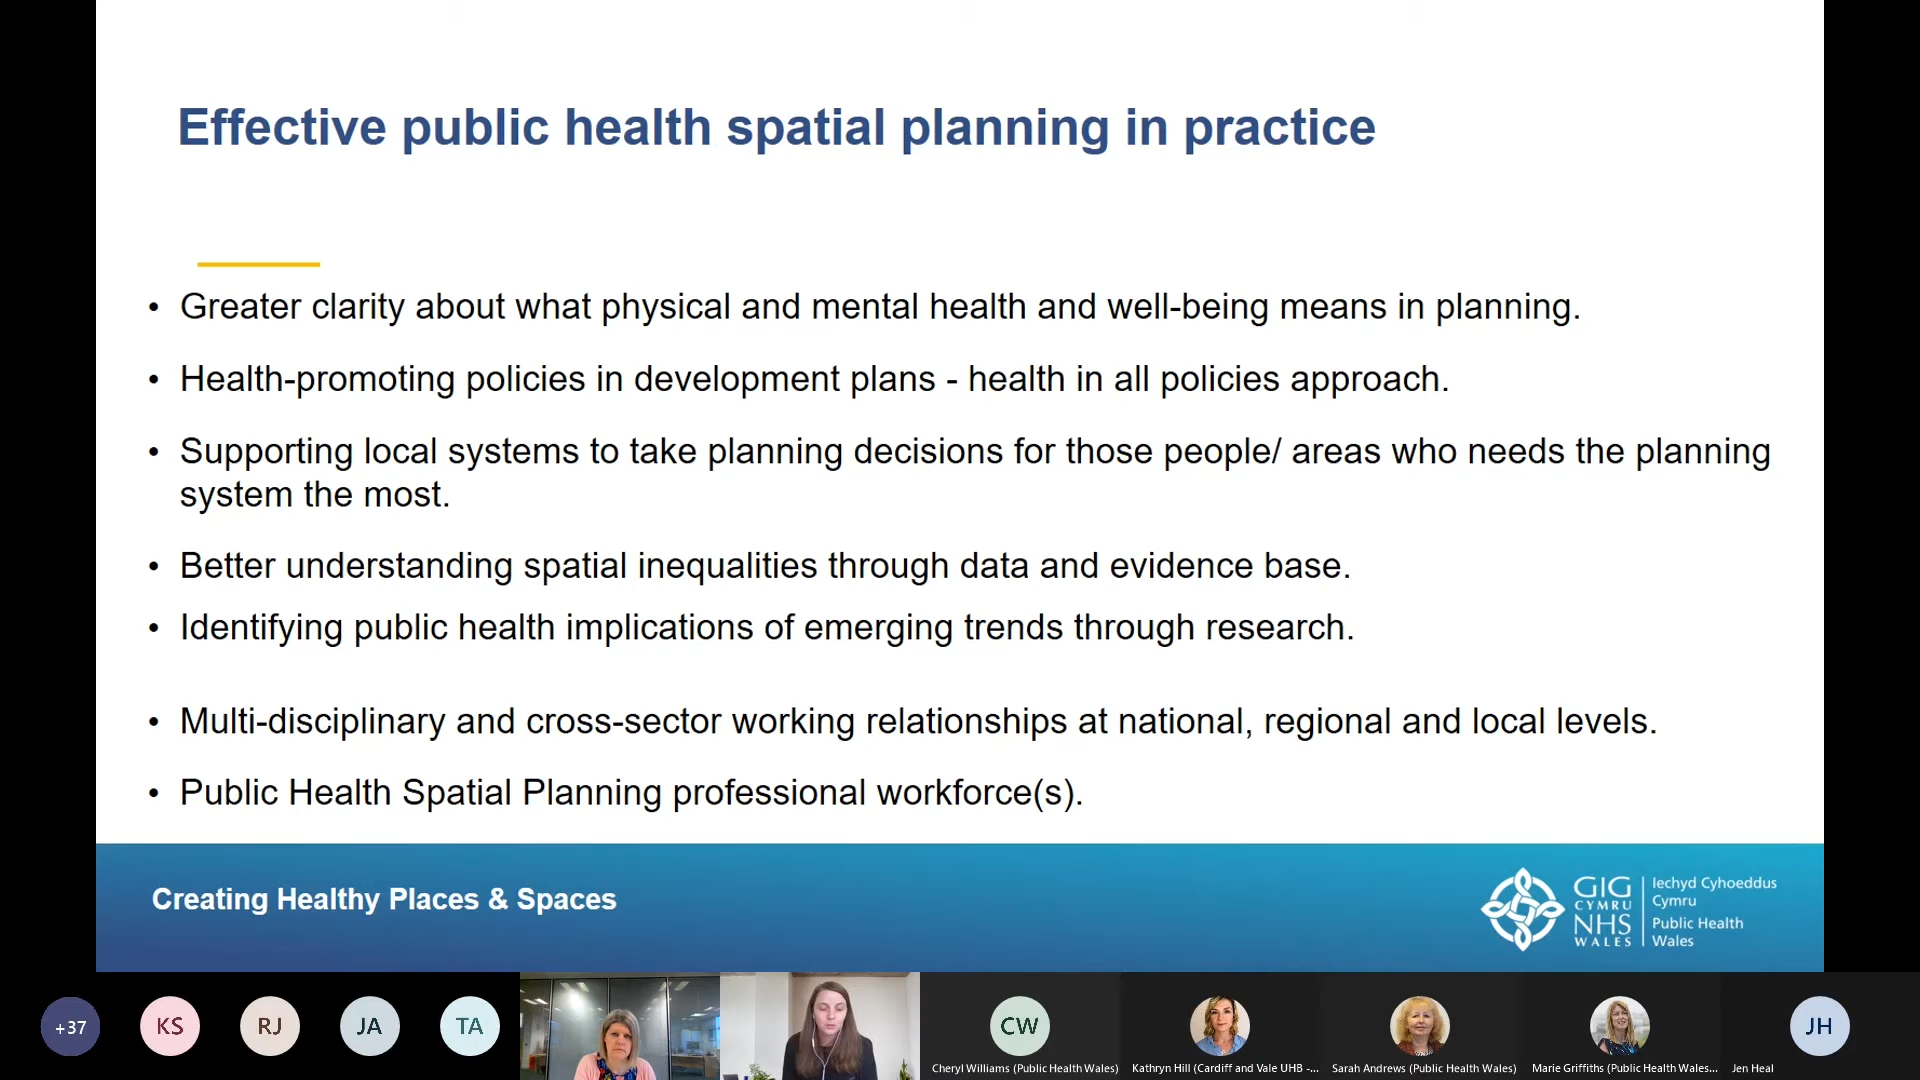 Effective public health spatial planning in practice
• Greater clarity about what physical and mental health and well-being means in planning.
• Health-promoting policies in development plans - health in all policies approach.
• Supporting local systems to take planning decisions for those people/ areas who needs the planning
system the most.
• Better understanding spatial inequalities through data and evidence base.
• Identifying public health implications of emerging trends through research.
• Multi-disciplinary and cross-sector working relationships at national, regional and local levels.
• Public Health Spatial Planning professional workforce(s).
Creating Healthy Places & Spaces
GIG
CYMRU
NHS
WALES
Iechyd Cyhoeddus
Cymru
Public Health
Wales
+37
KS
RJ
JA
TA
CW
JH
Cheryl Williams (Public Health Wales)
Kathryn Hill (Cardiff and Vale UHB -...
Sarah Andrews (Public Health Wales)
Marie Griffiths (Public Health Wales...
Jen Heal